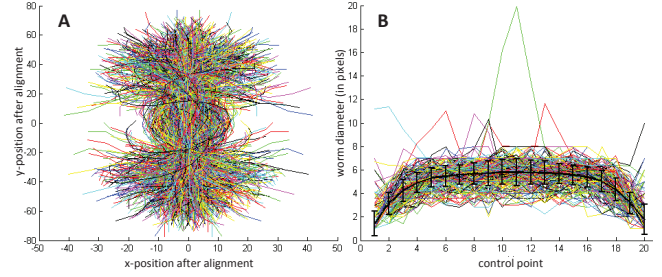 A
y-position after alignment
80
60
40
20
0
-20
-40
-60
-80
-50 -40 -30 -20 -10 0 10 20 30 40 50
x-position after alignment
B
worm diameter (in pixels)
20
18
16
14
12
10
8
6
4
2
0
2 4 6 8 10 12 14 16 18 20
control point